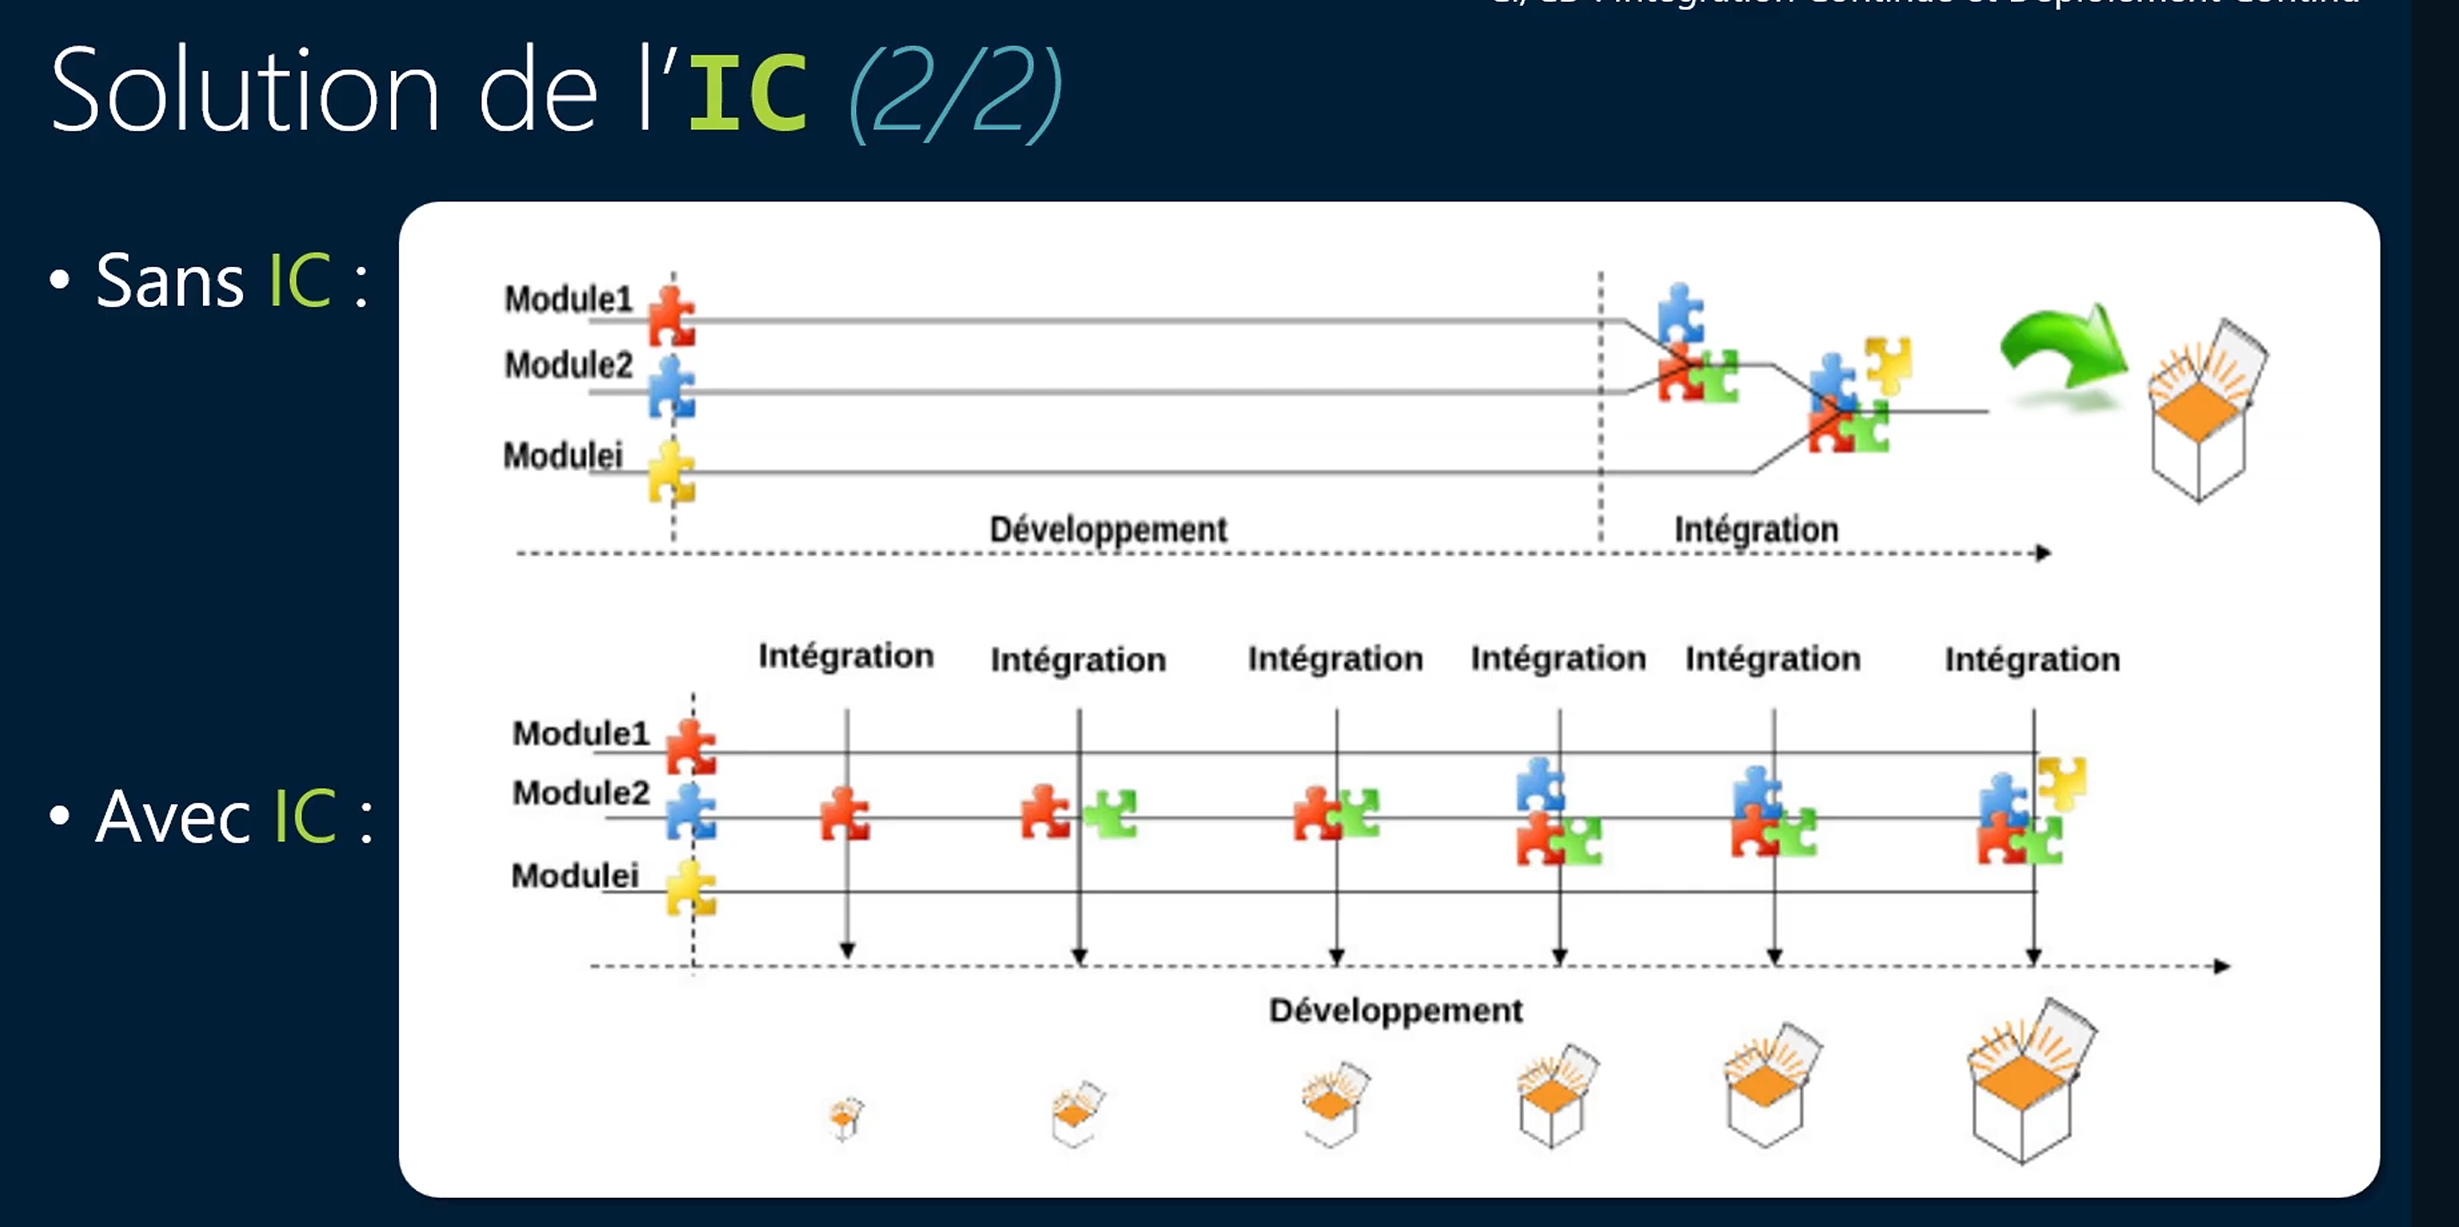 Solution de l'IC (2/2)
• Sans IC :
Module1
Module2
Modulei
Développement
Intégration
• Avec IC :
Intégration
Intégration
Intégration
Intégration
Intégration
Intégration
Module1
Module2
Modulei
Développement